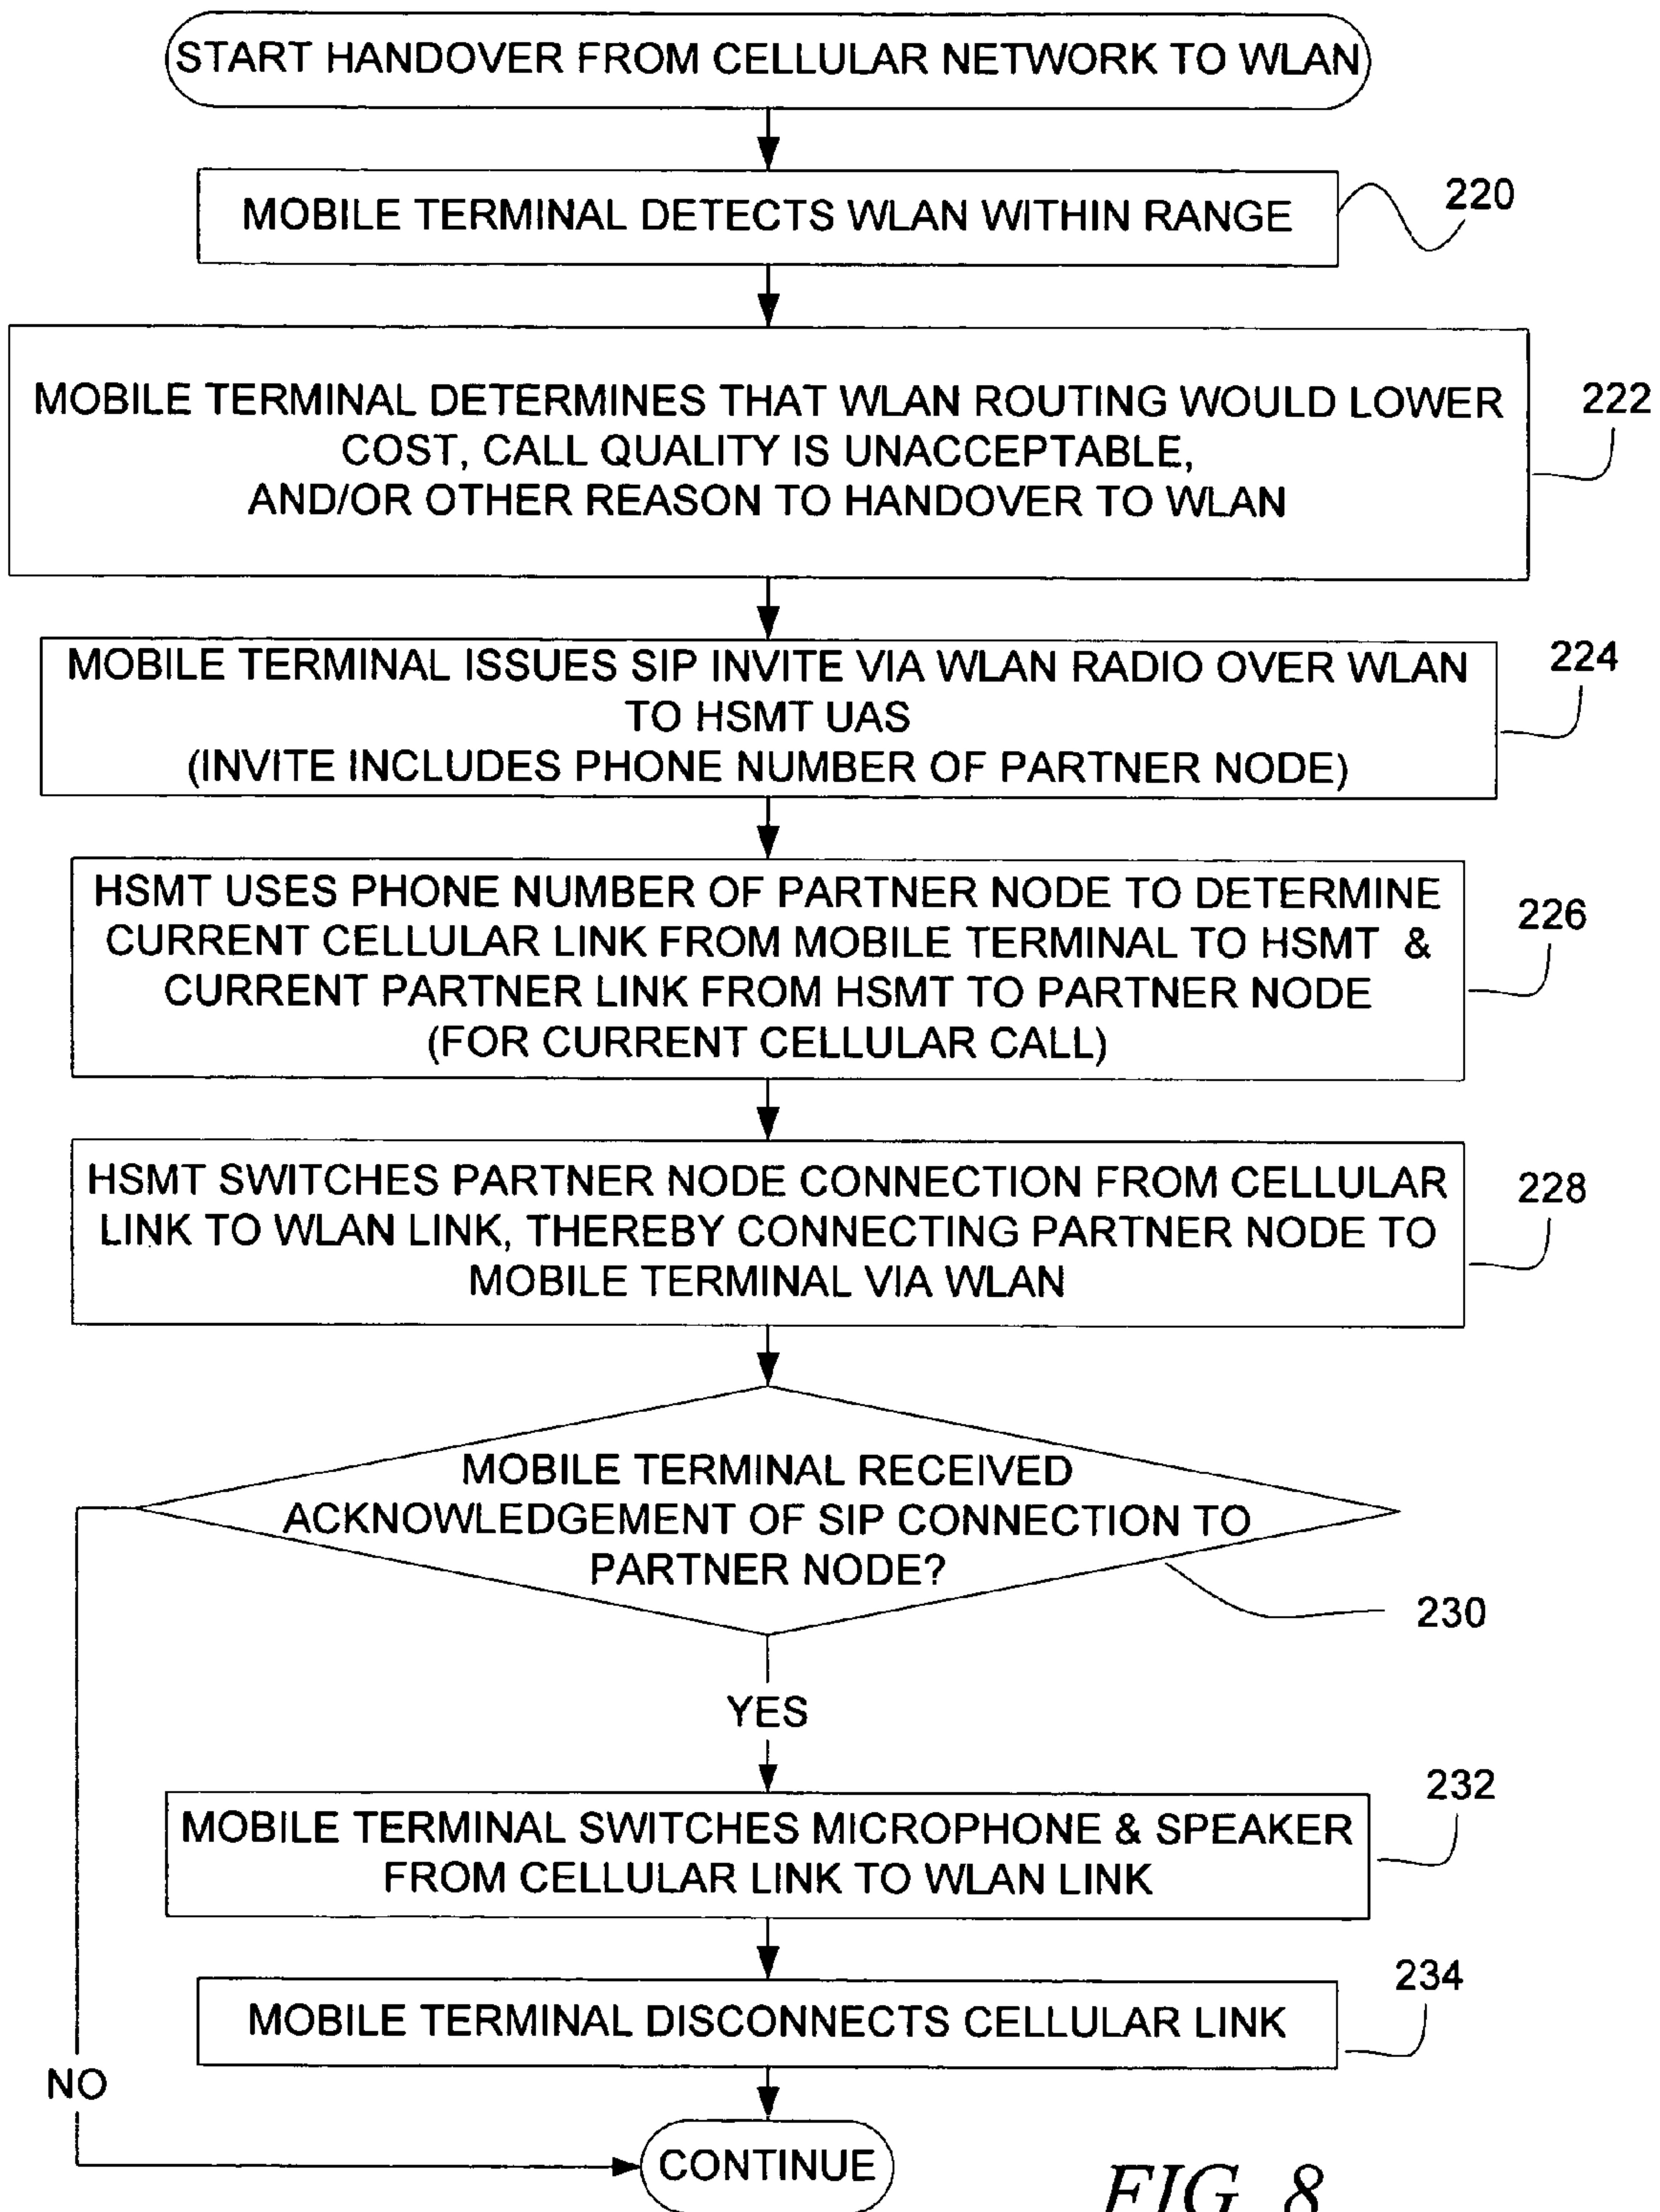 START HANDOVER FROM CELLULAR NETWORK TO WLAN
MOBILE TERMINAL DETECTS WLAN WITHIN RANGE
220
MOBILE TERMINAL DETERMINES THAT WLAN ROUTING WOULD LOWER
COST, CALL QUALITY IS UNACCEPTABLE,
AND/OR OTHER REASON TO HANDOVER TO WLAN
222
MOBILE TERMINAL ISSUES SIP INVITE VIA WLAN RADIO OVER WLAN
TO HSMT UAS
(INVITE INCLUDES PHONE NUMBER OF PARTNER NODE)
224
HSMT USES PHONE NUMBER OF PARTNER NODE TO DETERMINE
CURRENT CELLULAR LINK FROM MOBILE TERMINAL TO HSMT &
CURRENT PARTNER LINK FROM HSMT TO PARTNER NODE
(FOR CURRENT CELLULAR CALL)
226
HSMT SWITCHES PARTNER NODE CONNECTION FROM CELLULAR
LINK TO WLAN LINK, THEREBY CONNECTING PARTNER NODE TO
MOBILE TERMINAL VIA WLAN
228
MOBILE TERMINAL RECEIVED
ACKNOWLEDGEMENT OF SIP CONNECTION TO
PARTNER NODE?
230
YES
MOBILE TERMINAL SWITCHES MICROPHONE & SPEAKER
FROM CELLULAR LINK TO WLAN LINK
232
MOBILE TERMINAL DISCONNECTS CELLULAR LINK
234
NO
CONTINUE
FIG. 8